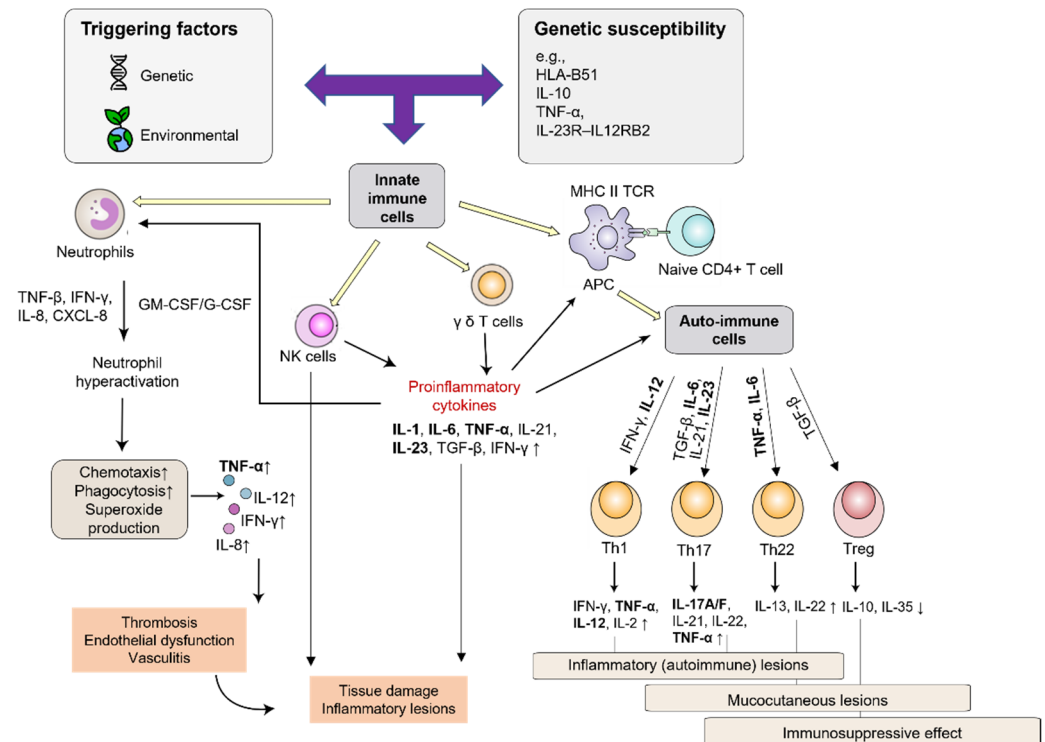 Triggering factors
Genetic
Environmental
Genetic susceptibility
e.g.,
HLA-B51
IL-10
TNF-α,
IL-23R–IL12RB2
Innate
immune
cells
MHC II TCR
Neutrophils
Naive CD4+ T cell
APC
TNF-β, IFN-γ,
IL-8, CXCL-8
GM-CSF/G-CSF
γ δ T cells
NK cells
Auto-immune
cells
Neutrophil
hyperactivation
Proinflammatory
cytokines
IL-1, IL-6, TNF-α, IL-21,
IL-23, TGF-β, IFN-γ ↑
IFN-γ, IL-12
TGF-β, IL-6,
IL-21, IL-23
TNF-α, IL-6
TGF-β
Chemotaxis↑
Phagocytosis↑
Superoxide
production
TNF-α↑
IL-12↑
IFN-γ↑
IL-8↑
Th1
Th17
Th22
Treg
IFN-γ, TNF-α,
IL-12, IL-2 ↑
IL-17A/F,
IL-21, IL-22,
TNF-α ↑
IL-13, IL-22 ↑
IL-10, IL-35 ↓
Thrombosis
Endothelial dysfunction
Vasculitis
Tissue damage
Inflammatory lesions
Inflammatory (autoimmune) lesions
Mucocutaneous lesions
Immunosuppressive effect